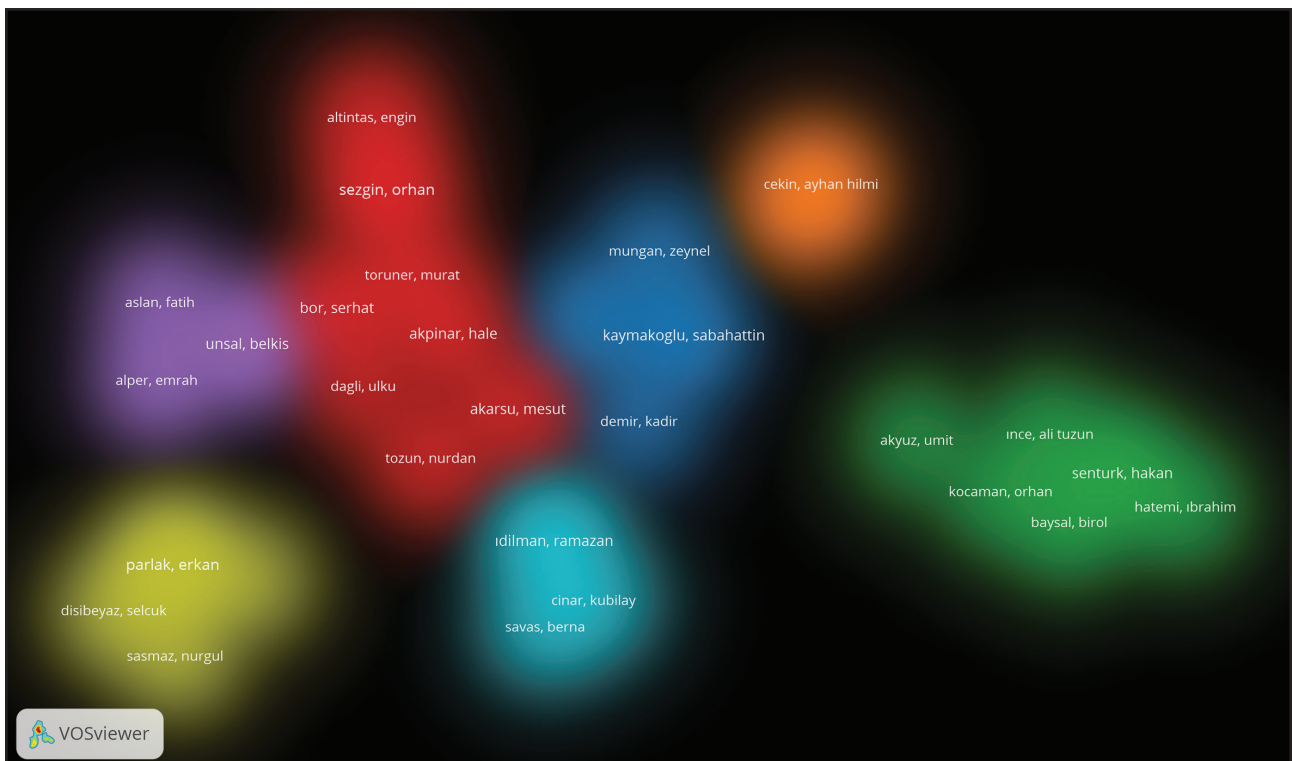 altintas, engin
sezgin, orhan
cekin, ayhan hilmi
mungan, zeynel
toruner, murat
aslan, fatih
bor, serhat
akpinar, hale
kaymakoglu, sabahattin
unsal, belkis
alper, emrah
dagli, ulku
akarsu, mesut
demir, kadir
akyuz, umit
ınce, ali tuzun
tozun, nurdan
senturk, hakan
kocaman, orhan
hatemi, ıbrahim
baysal, birol
ıdilman, ramazan
parlak, erkan
cinar, kubilay
disibeyaz, selcuk
savas, berna
sasmaz, nurgul
VOSviewer